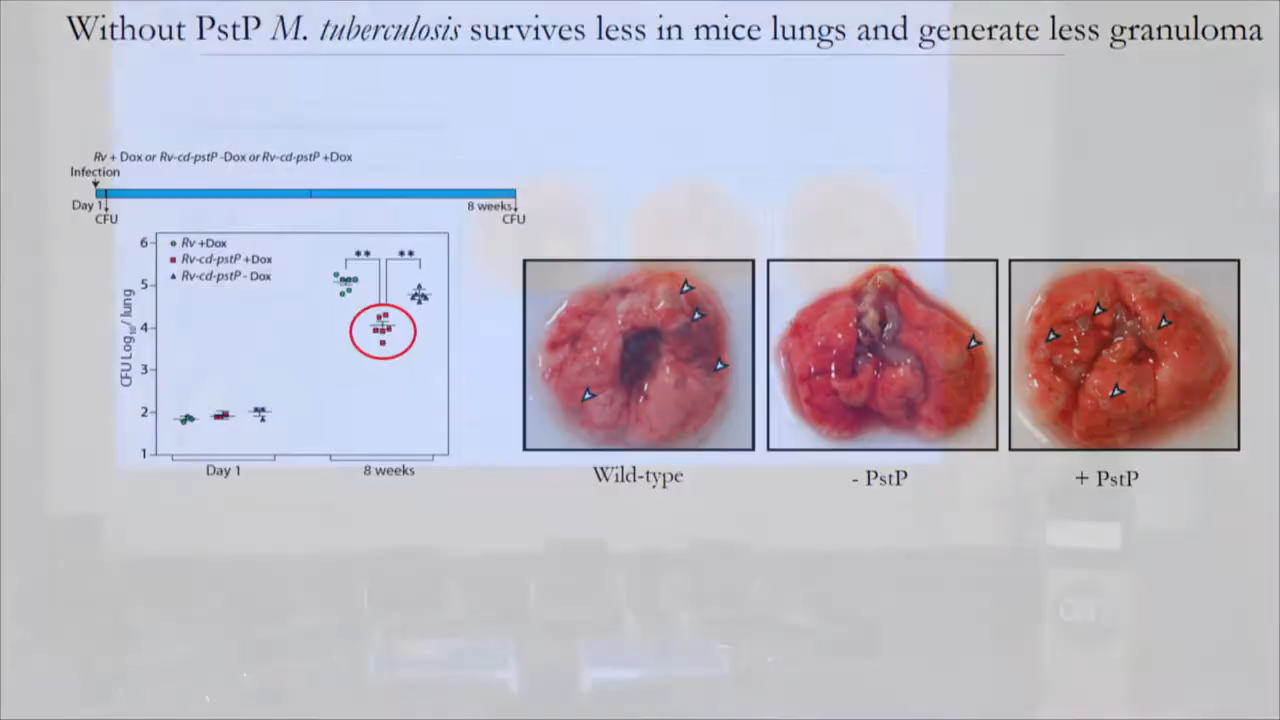 Without PstP M. tuberculosis survives less in mice lungs and generate less granuloma
Rv + Dox or Rv-cd-pstP -Dox or Rv-cd-pstP +Dox
Infection
Day 1
CFU
8 weeks
CFU
CFU Log10/ lung
6
5
4
3
2
1
Rv +Dox
Rv-cd-pstP +Dox
Rv-cd-pstP - Dox
** **
Day 1
8 weeks
Wild-type
- PstP
+ PstP